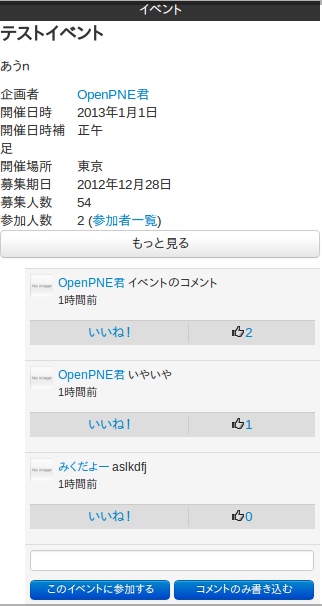 イベント
テストイベント
あうn
企画者 OpenPNE君
開催日時 2013年1月1日
開催日時補足 正午
開催場所 東京
募集期日 2012年12月28日
募集人数 54
参加人数 2 (参加者一覧)
もっと見る
No image
OpenPNE君 イベントのコメント
1時間前
いいね! 2
No image
OpenPNE君 いやいや
1時間前
いいね! 1
No image
みくだよー aslkdfj
1時間前
いいね! 0
このイベントに参加する コメントのみ書き込む